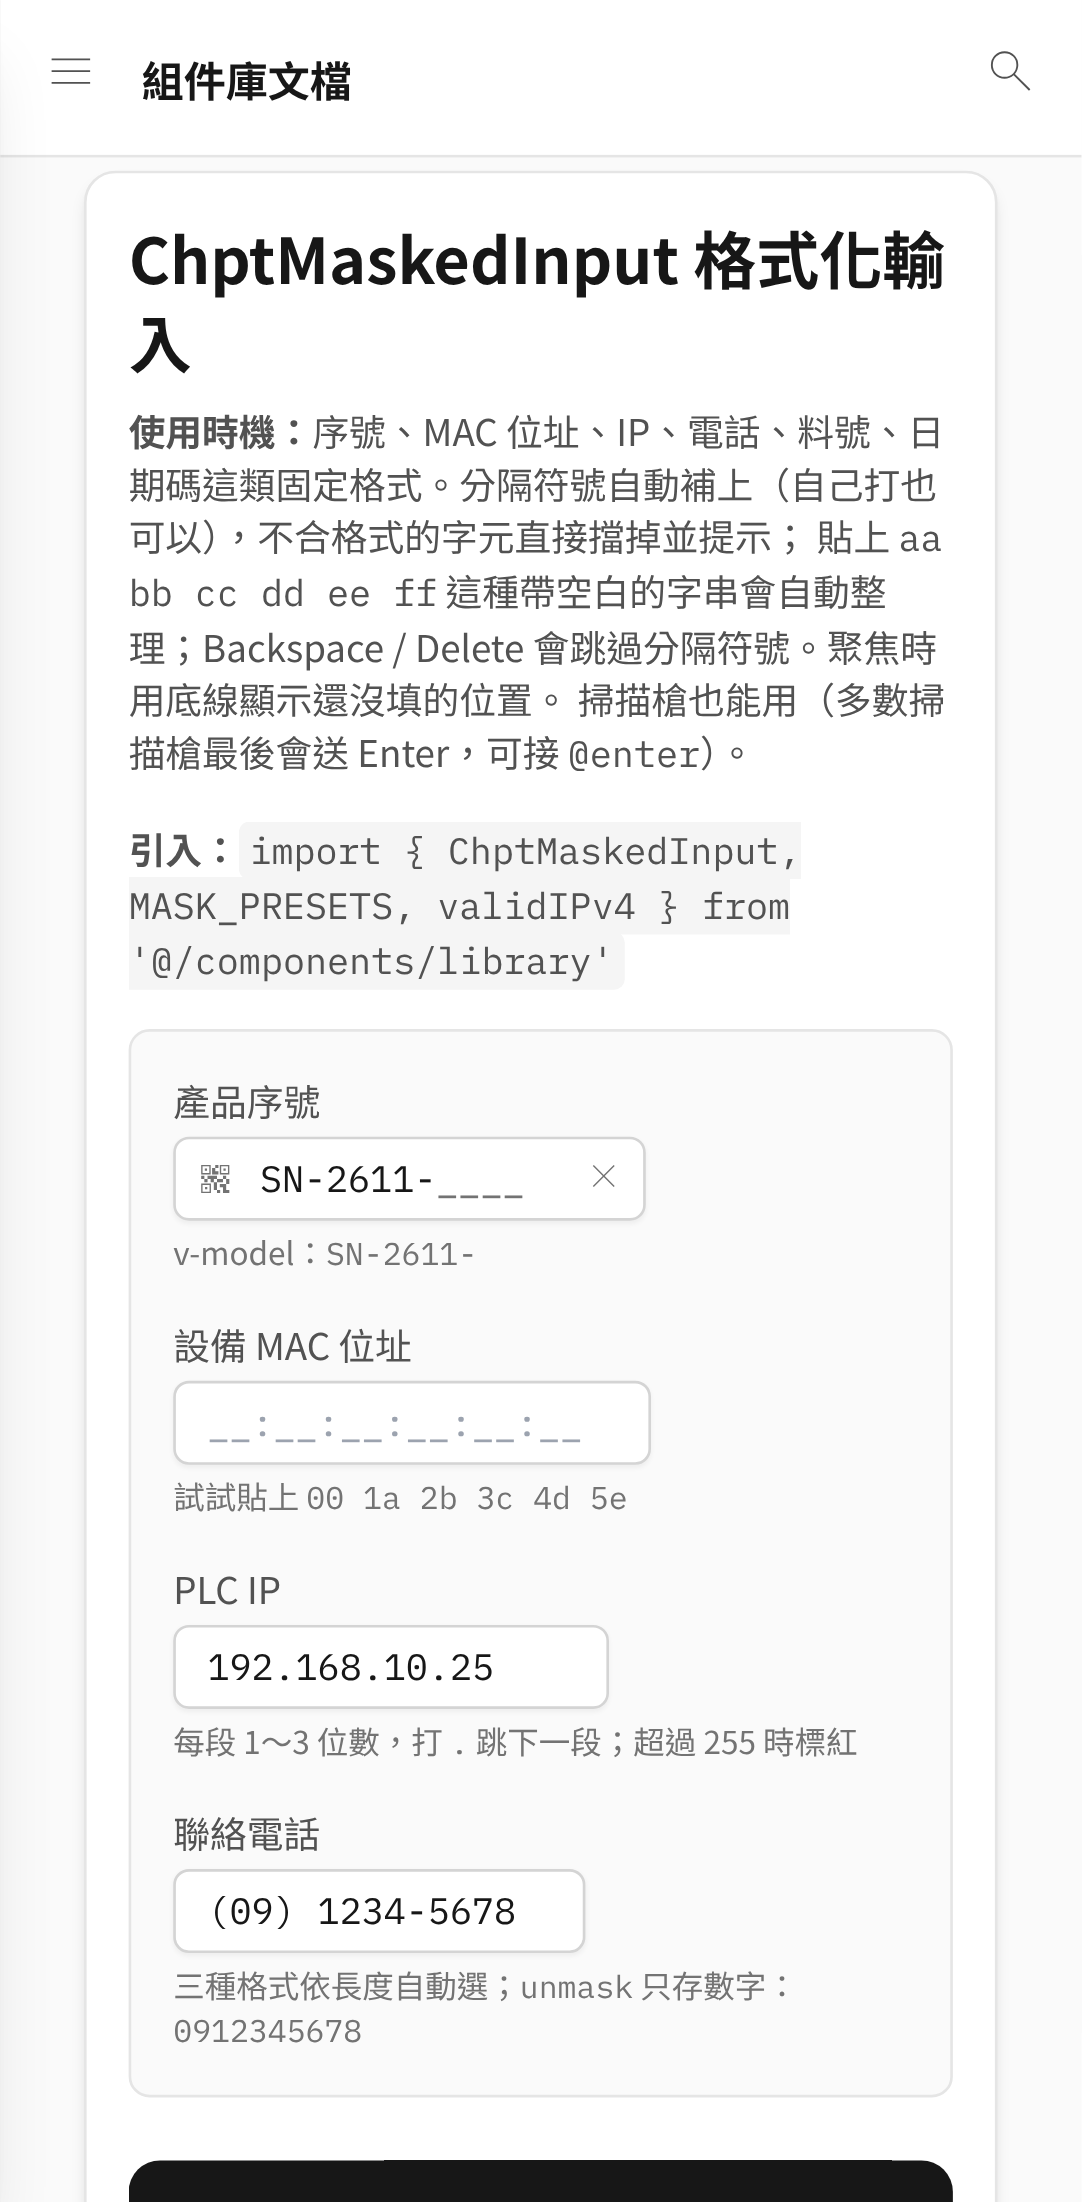 組件庫文檔
ChptMaskedInput 格式化輸
入
使用時機：序號、MAC 位址、IP、電話、料號、日
期碼這類固定格式。分隔符號自動補上（自己打也
可以），不合格式的字元直接擋掉並提示； 貼上 aa
bb cc dd ee ff 這種帶空白的字串會自動整
理；Backspace / Delete 會跳過分隔符號。聚焦時
用底線顯示還沒填的位置。 掃描槍也能用（多數掃
描槍最後會送 Enter，可接 @enter）。
引入：import { ChptMaskedInput,
MASK_PRESETS, validIPv4 } from
'@/components/library'
產品序號
SN-2611-____
v-model：SN-2611-
設備 MAC 位址
__:__:__:__:__:__
試試貼上 00 1a 2b 3c 4d 5e
PLC IP
192.168.10.25
每段 1～3 位數，打 . 跳下一段；超過 255 時標紅
聯絡電話
(09) 1234-5678
三種格式依長度自動選；unmask 只存數字：
0912345678